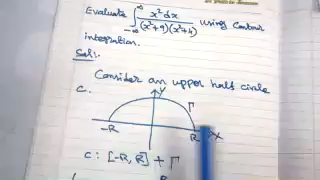 Evaluate ∫_{-∞}^{∞} x² dx / (x²+9)(x²+4) using Contour
integration.
Sol:-
Consider an upper half circle
C.
Y
Γ
-R R X
C: [-R, R] + Γ